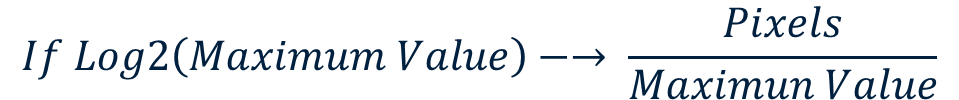 If Log2(Maximum Value) −→ Pixels / Maximun Value